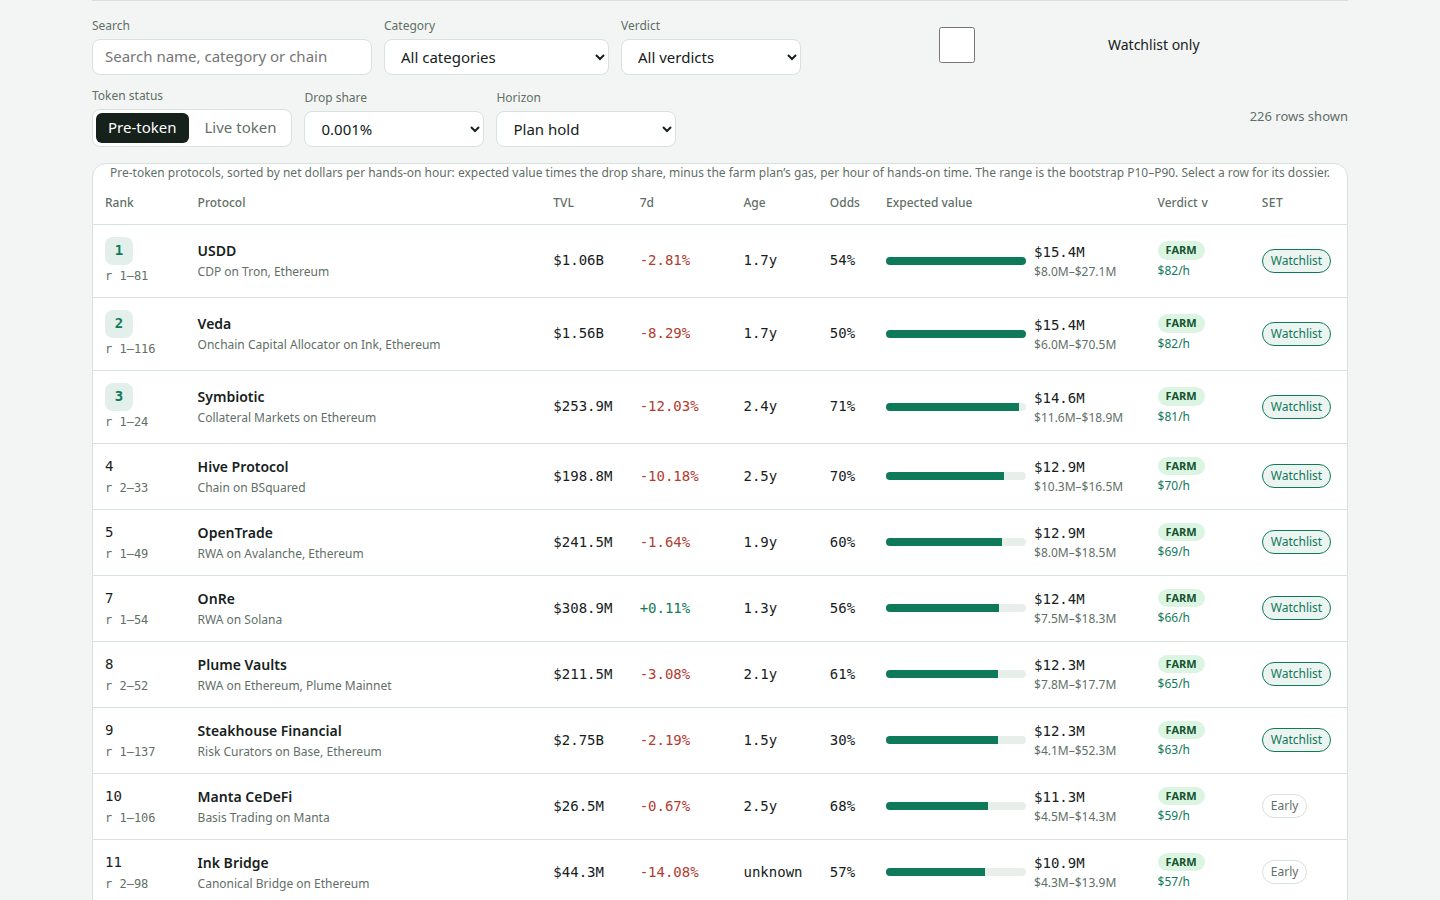 Search
Category
Verdict
Search name, category or chain
All categories
All verdicts
Watchlist only
Token status
Drop share
Horizon
Pre-token
Live token
0.001%
Plan hold
226 rows shown
Pre-token protocols, sorted by net dollars per hands-on hour: expected value times the drop share, minus the farm plan's gas, per hour of hands-on time. The range is the bootstrap P10–P90. Select a row for its dossier.
Rank Protocol TVL 7d Age Odds Expected value Verdict v SET
1 USDD $1.06B -2.81% 1.7y 54% $15.4M FARM Watchlist
r 1–81 CDP on Tron, Ethereum $8.0M–$27.1M $82/h
2 Veda $1.56B -8.29% 1.7y 50% $15.4M FARM Watchlist
r 1–116 Onchain Capital Allocator on Ink, Ethereum $6.0M–$70.5M $82/h
3 Symbiotic $253.9M -12.03% 2.4y 71% $14.6M FARM Watchlist
r 1–24 Collateral Markets on Ethereum $11.6M–$18.9M $81/h
4 Hive Protocol $198.8M -10.18% 2.5y 70% $12.9M FARM Watchlist
r 2–33 Chain on BSquared $10.3M–$16.5M $70/h
5 OpenTrade $241.5M -1.64% 1.9y 60% $12.9M FARM Watchlist
r 1–49 RWA on Avalanche, Ethereum $8.0M–$18.5M $69/h
7 OnRe $308.9M +0.11% 1.3y 56% $12.4M FARM Watchlist
r 1–54 RWA on Solana $7.5M–$18.3M $66/h
8 Plume Vaults $211.5M -3.08% 2.1y 61% $12.3M FARM Watchlist
r 2–52 RWA on Ethereum, Plume Mainnet $7.8M–$17.7M $65/h
9 Steakhouse Financial $2.75B -2.19% 1.5y 30% $12.3M FARM Watchlist
r 1–137 Risk Curators on Base, Ethereum $4.1M–$52.3M $63/h
10 Manta CeDeFi $26.5M -0.67% 2.5y 68% $11.3M FARM Early
r 1–106 Basis Trading on Manta $4.5M–$14.3M $59/h
11 Ink Bridge $44.3M -14.08% unknown 57% $10.9M FARM Early
r 2–98 Canonical Bridge on Ethereum $4.3M–$13.9M $57/h